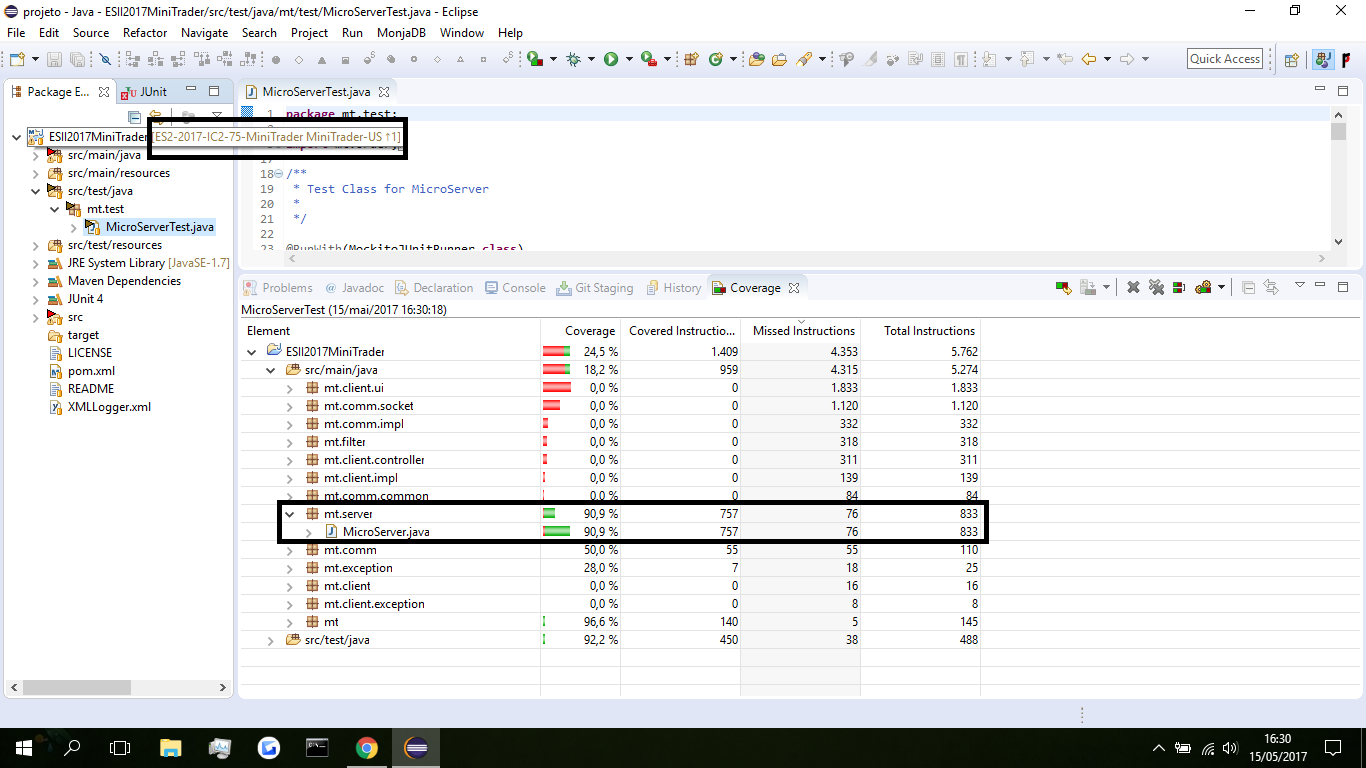 projeto - Java - ESII2017MiniTrader/src/test/java/mt/test/MicroServerTest.java - Eclipse
File Edit Source Refactor Navigate Search Project Run MonjaDB Window Help
Quick Access
Package E... JUnit
MicroServerTest.java
ESII2017MiniTrader [ES2-2017-IC2-75-MiniTrader MiniTrader-US ↑1]
src/main/java
src/main/resources
src/test/java
mt.test
MicroServerTest.java
src/test/resources
JRE System Library [JavaSE-1.7]
Maven Dependencies
JUnit 4
src
target
LICENSE
pom.xml
README
XMLLogger.xml
1 package mt.test;
17
18 /**
19 * Test Class for MicroServer
20 *
21 */
22
23 @RunWith(MockitoJUnitRunner.class)
Problems Javadoc Declaration Console Git Staging History Coverage
MicroServerTest (15/mai/2017 16:30:18)
Element Coverage Covered Instructio... Missed Instructions Total Instructions
ESII2017MiniTrader 24,5 % 1.409 4.353 5.762
src/main/java 18,2 % 959 4.315 5.274
mt.client.ui 0,0 % 0 1.833 1.833
mt.comm.socket 0,0 % 0 1.120 1.120
mt.comm.impl 0,0 % 0 332 332
mt.filter 0,0 % 0 318 318
mt.client.controller 0,0 % 0 311 311
mt.client.impl 0,0 % 0 139 139
mt.comm.common 0,0 % 0 84 84
mt.server 90,9 % 757 76 833
MicroServer.java 90,9 % 757 76 833
mt.comm 50,0 % 55 55 110
mt.exception 28,0 % 7 18 25
mt.client 0,0 % 0 16 16
mt.client.exception 0,0 % 0 8 8
mt 96,6 % 140 5 145
src/test/java 92,2 % 450 38 488
16:30
15/05/2017